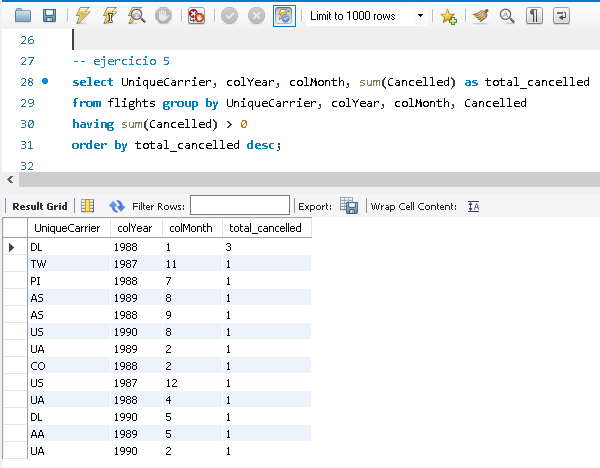 Limit to 1000 rows
26
27 -- ejercicio 5
28 select UniqueCarrier, colYear, colMonth, sum(Cancelled) as total_cancelled
29 from flights group by UniqueCarrier, colYear, colMonth, Cancelled
30 having sum(Cancelled) > 0
31 order by total_cancelled desc;
32
Result Grid Filter Rows: Export: Wrap Cell Content:
UniqueCarrier colYear colMonth total_cancelled
DL 1988 1 3
TW 1987 11 1
PI 1988 7 1
AS 1989 8 1
AS 1988 9 1
US 1990 8 1
UA 1989 2 1
CO 1988 2 1
US 1987 12 1
UA 1988 4 1
DL 1990 5 1
AA 1989 5 1
UA 1990 2 1